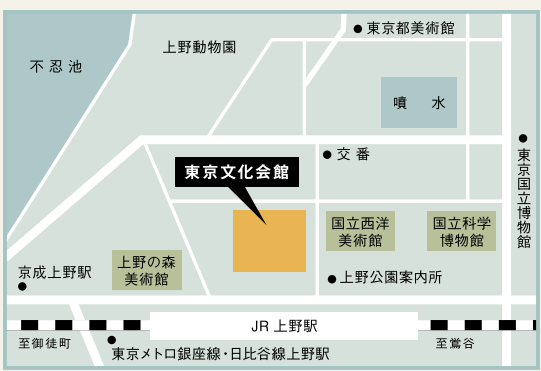 東京都美術館
上野動物園
不忍池
噴 水
交番
東京国立博物館
東京文化会館
国立西洋
美術館
国立科学
博物館
上野の森
美術館
京成上野駅
上野公園案内所
JR 上野駅
至御徒町
至鶯谷
東京メトロ銀座線・日比谷線上野駅